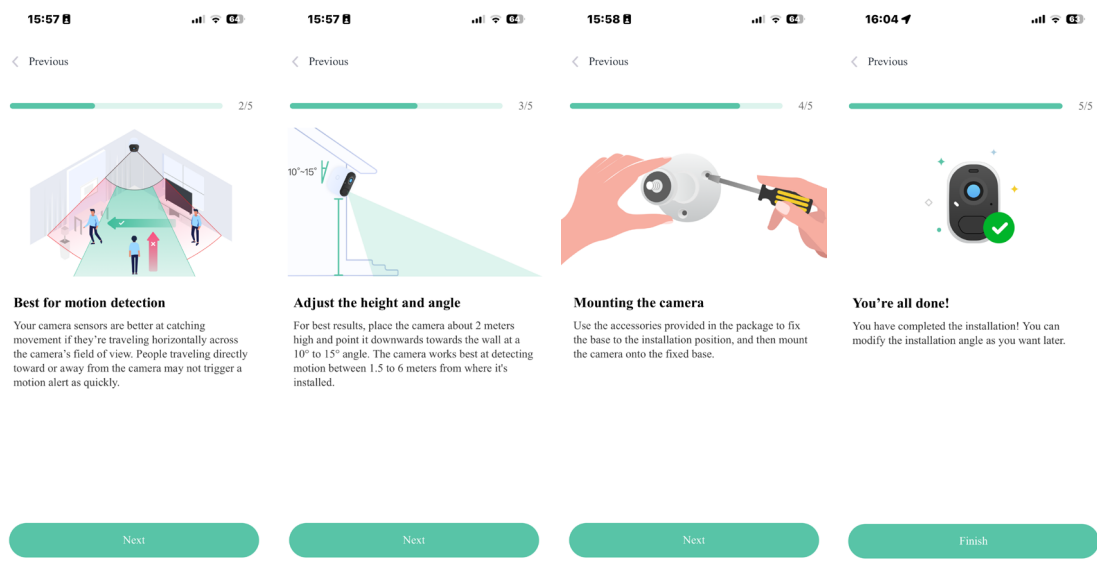 15:57
64
Previous
2/5
Best for motion detection
Your camera sensors are better at catching
movement if they're traveling horizontally across
the camera's field of view. People traveling directly
toward or away from the camera may not trigger a
motion alert as quickly.
Next
15:57
64
Previous
3/5
10°~15°
Adjust the height and angle
For best results, place the camera about 2 meters
high and point it downwards towards the wall at a
10° to 15° angle. The camera works best at detecting
motion between 1.5 to 6 meters from where it's
installed.
Next
15:58
64
Previous
4/5
Mounting the camera
Use the accessories provided in the package to fix
the base to the installation position, and then mount
the camera onto the fixed base.
Next
16:04
63
Previous
5/5
You're all done!
You have completed the installation! You can
modify the installation angle as you want later.
Finish